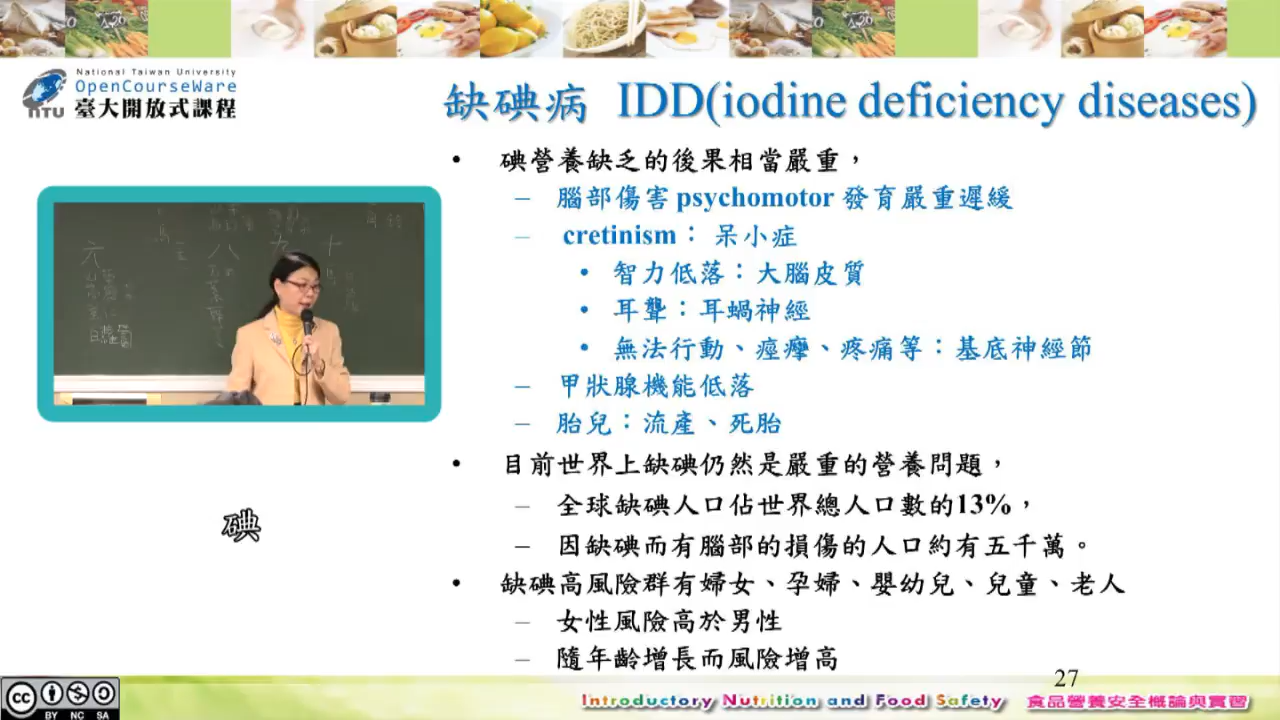 National Taiwan University
OpenCourseWare
NTU 臺大開放式課程
缺碘病 IDD(iodine deficiency diseases)
• 碘營養缺乏的後果相當嚴重，
– 腦部傷害 psychomotor 發育嚴重遲緩
– cretinism： 呆小症
• 智力低落：大腦皮質
• 耳聾：耳蝸神經
• 無法行動、痙攣、疼痛等：基底神經節
– 甲狀腺機能低落
– 胎兒：流產、死胎
• 目前世界上缺碘仍然是嚴重的營養問題，
– 全球缺碘人口佔世界總人口數的13%，
– 因缺碘而有腦部的損傷的人口約有五千萬。
• 缺碘高風險群有婦女、孕婦、嬰幼兒、兒童、老人
– 女性風險高於男性
– 隨年齡增長而風險增高
碘
27
cc BY NC SA
Introductory Nutrition and Food Safety 食品營養安全概論與實習